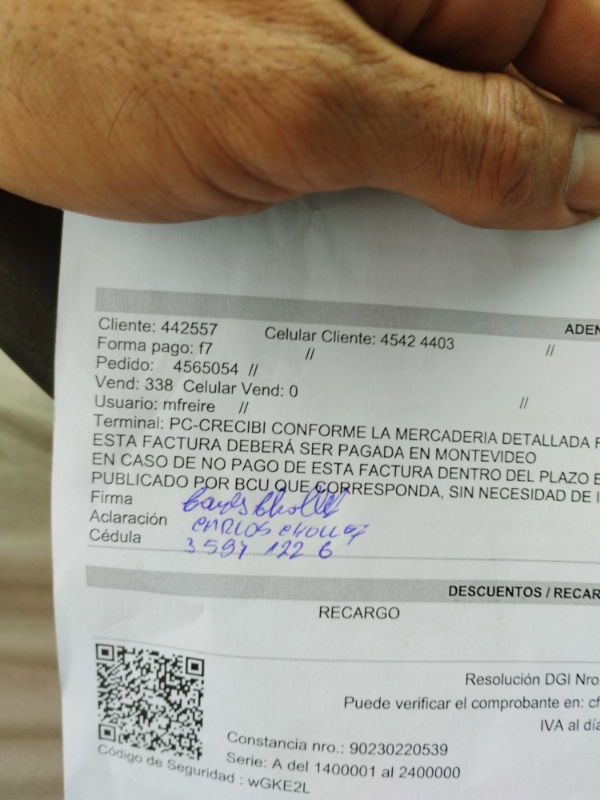 ADEN
Cliente: 442557 Celular Cliente: 4542 4403 //
Forma pago: f7 //
Pedido: 4565054 //
Vend: 338 Celular Vend: 0 //
Usuario: mfreire //
Terminal: PC-CRECIBI CONFORME LA MERCADERIA DETALLADA
ESTA FACTURA DEBERÁ SER PAGADA EN MONTEVIDEO
EN CASO DE NO PAGO DE ESTA FACTURA DENTRO DEL PLAZO E
PUBLICADO POR BCU QUE CORRESPONDA, SIN NECESIDAD DE
Firma
Aclaración CARLOS
Cédula 3597 122 6
DESCUENTOS / RECAR
RECARGO
Resolución DGI Nro
Puede verificar el comprobante en: cf
IVA al día
Constancia nro.: 90230220539
Serie: A del 1400001 al 2400000
Código de Seguridad : wGKE2L